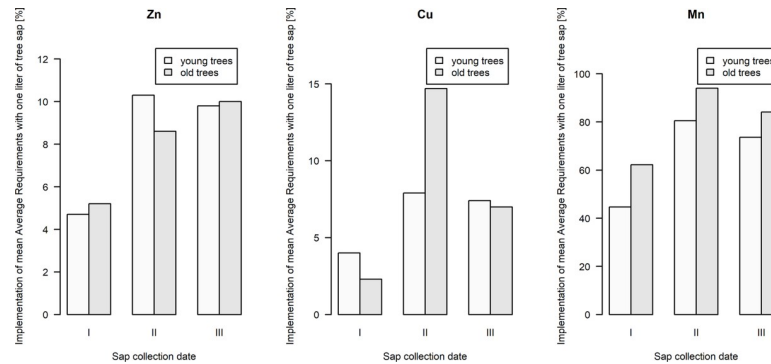 Zn
Implementation of mean Average Requirements with one liter of tree sap [%]
12
10
8
6
4
2
0
young trees
old trees
I II III
Sap collection date
Cu
Implementation of mean Average Requirements with one liter of tree sap [%]
15
10
5
0
young trees
old trees
I II III
Sap collection date
Mn
Implementation of mean Average Requirements with one liter of tree sap [%]
100
80
60
40
20
0
young trees
old trees
I II III
Sap collection date